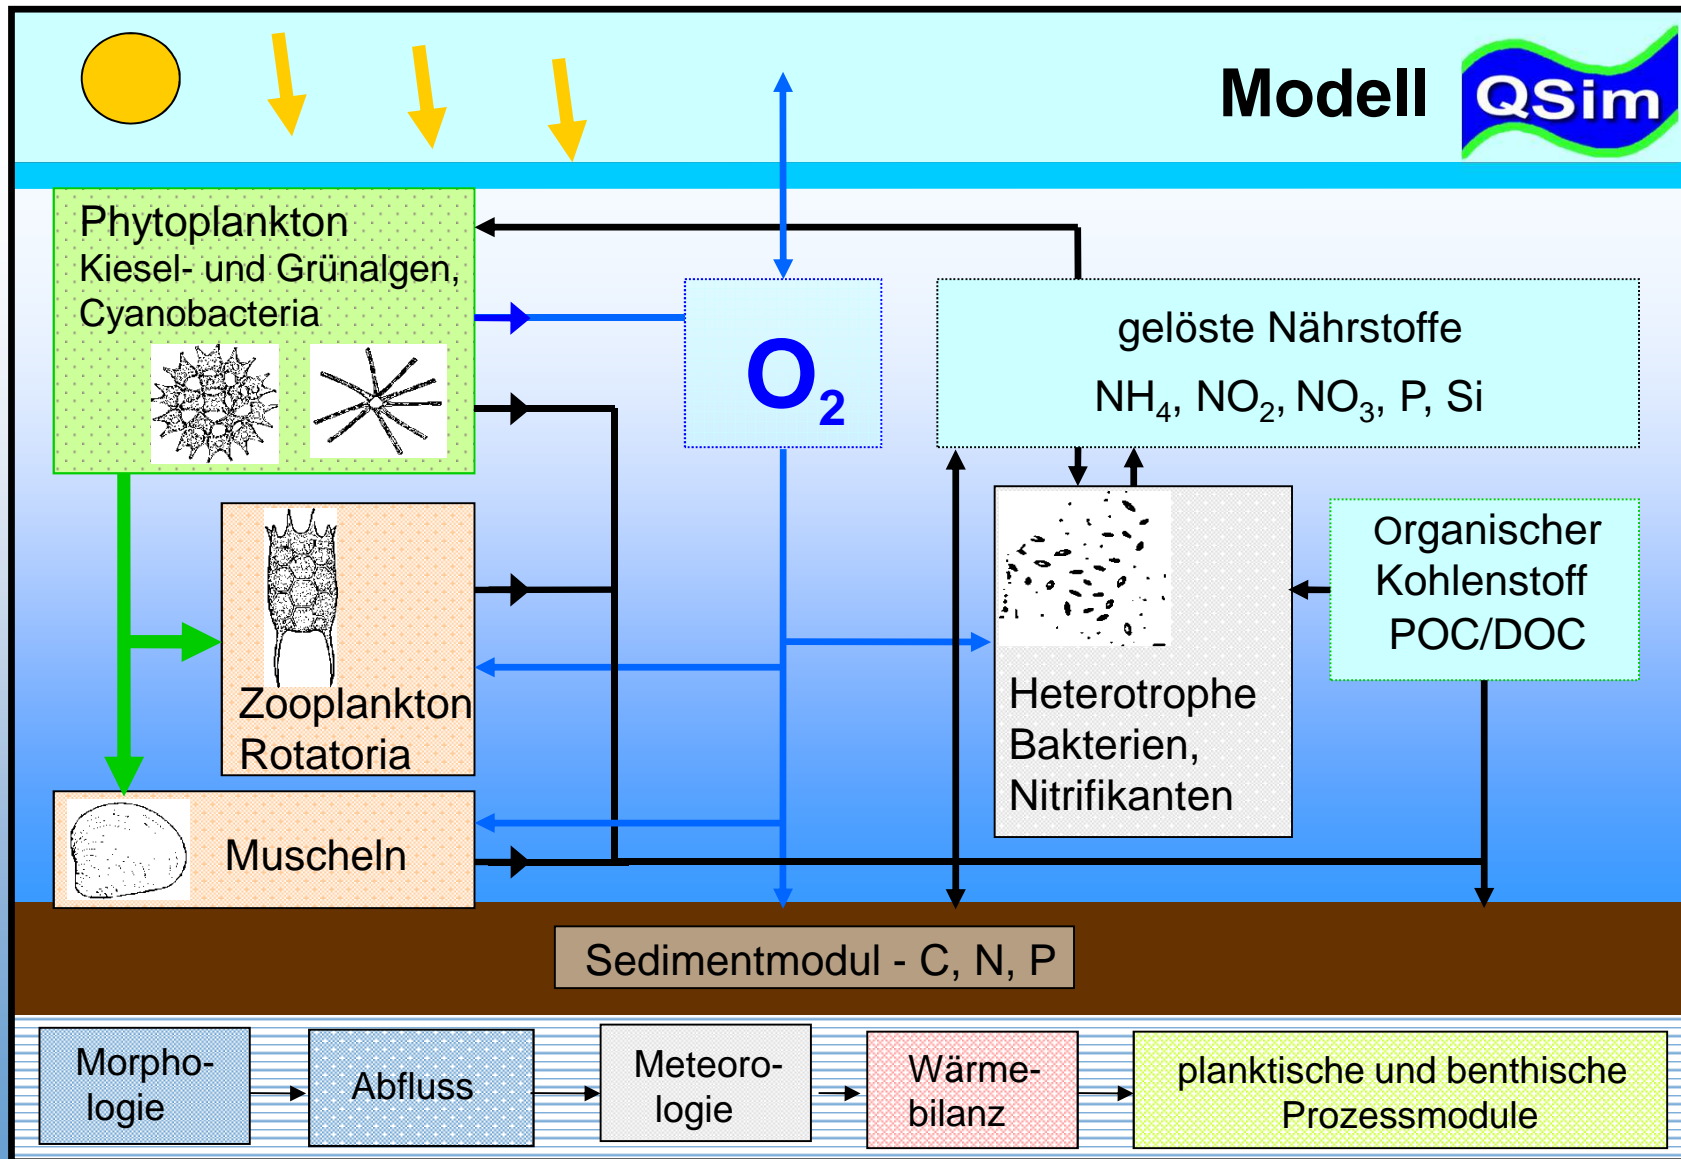 Modell
QSim
Phytoplankton
Kiesel- und Grünalgen,
Cyanobacteria
O₂
gelöste Nährstoffe
NH₄, NO₂, NO₃, P, Si
Organischer
Kohlenstoff
POC/DOC
Zooplankton
Rotatoria
Heterotrophe
Bakterien,
Nitrifikanten
Muscheln
Sedimentmodul - C, N, P
Morpho-
logie
Abfluss
Meteoro-
logie
Wärme-
bilanz
planktische und benthische
Prozessmodule